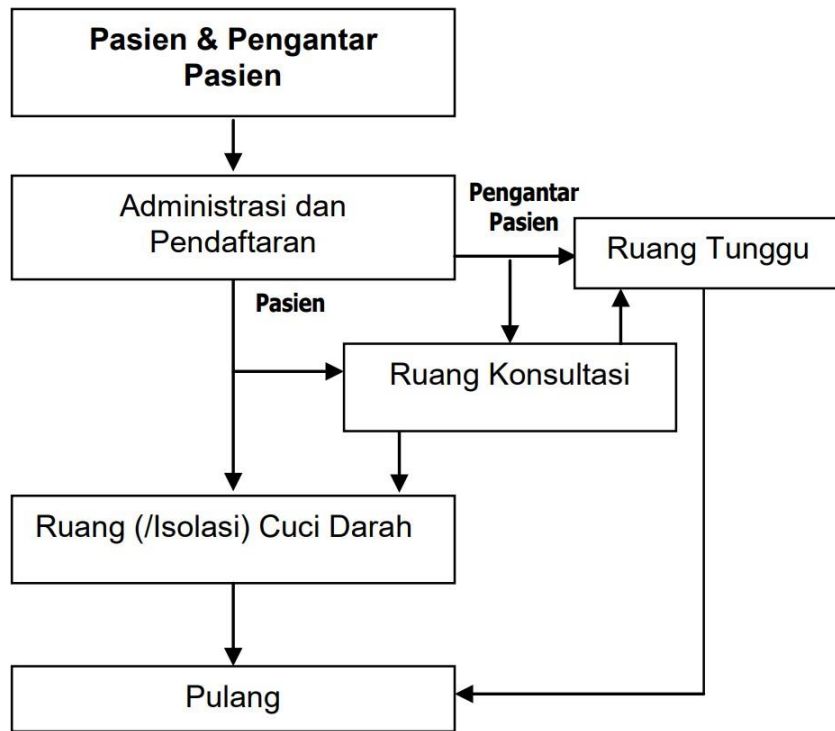 Pasien & Pengantar
Pasien
Administrasi dan
Pendaftaran
Pengantar
Pasien
Ruang Tunggu
Pasien
Ruang Konsultasi
Ruang (/Isolasi) Cuci Darah
Pulang